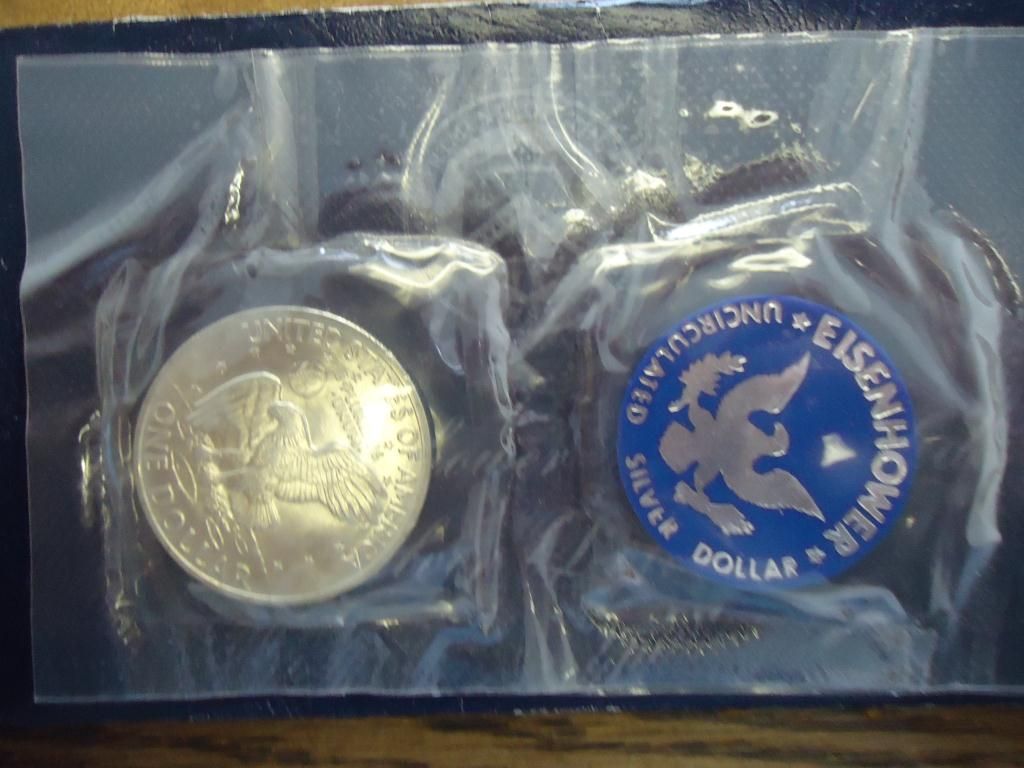 UNITED STATES OF AMERICA
ONE DOLLAR
EISENHOWER
UNCIRCULATED
SILVER
DOLLAR